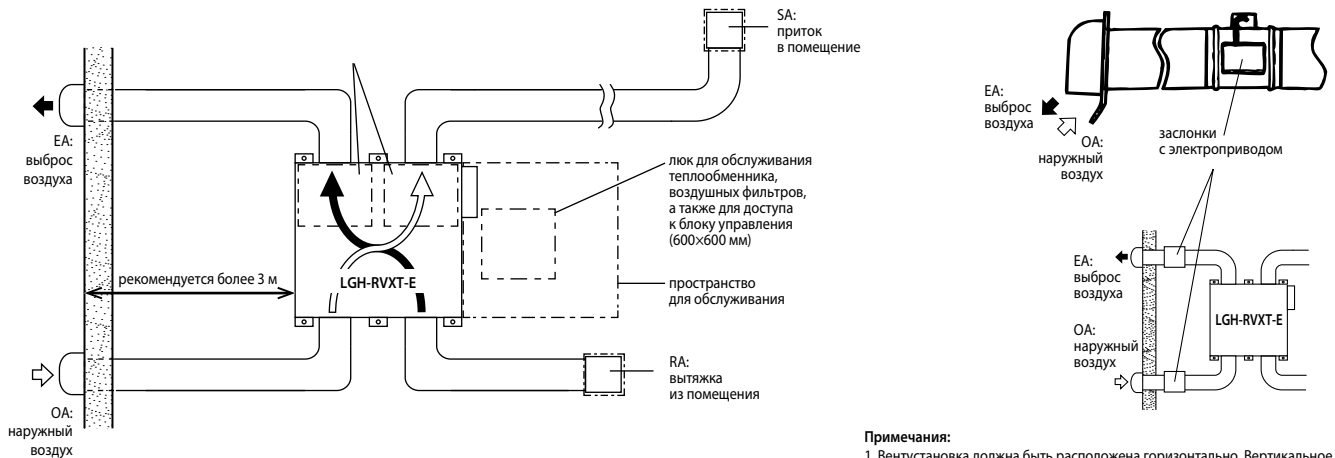 SA:
приток
в помещение
EA:
выброс
воздуха
люк для обслуживания
теплообменника,
воздушных фильтров,
а также для доступа
к блоку управления
(600×600 мм)
рекомендуется более 3 м
LGH-RVXT-E
пространство
для обслуживания
RA:
вытяжка
из помещения
OA:
наружный
воздух
EA:
выброс
воздуха
OA:
наружный
воздух
заслонки
с электроприводом
EA:
выброс
воздуха
LGH-RVXT-E
OA:
наружный
воздух
Примечания:
1. Вентустановка должна быть расположена горизонтально. Вертикальное